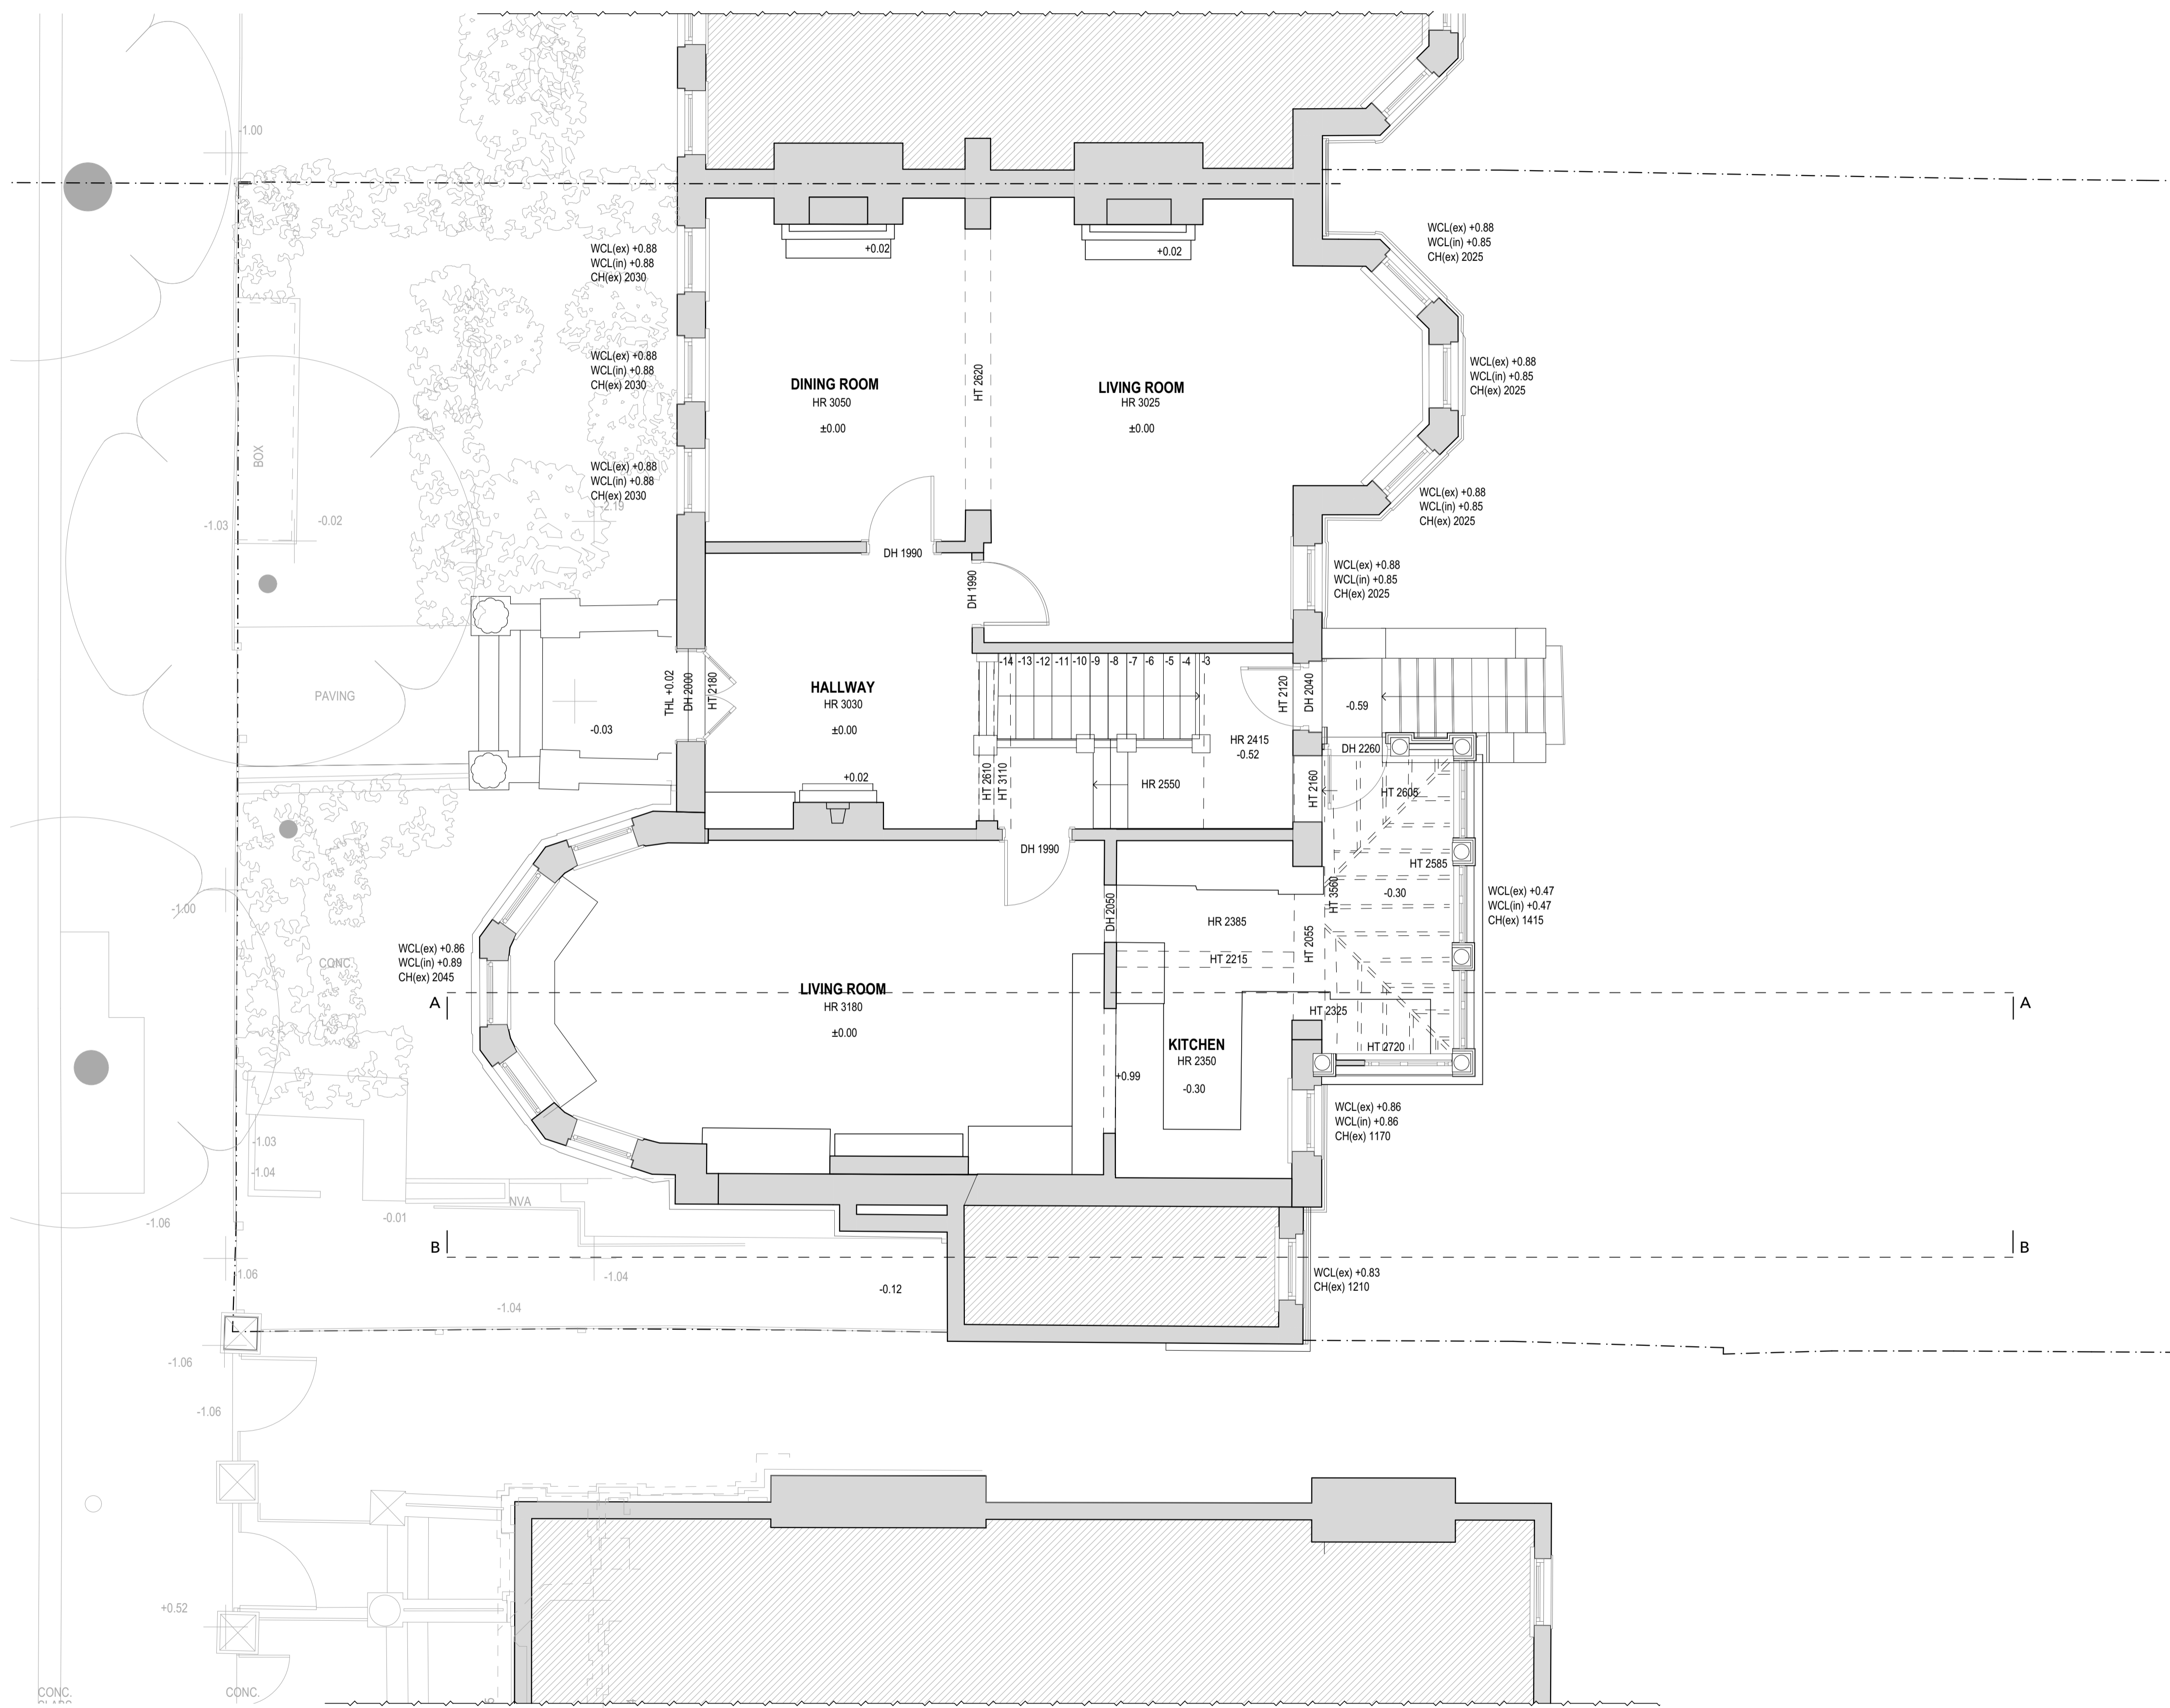 -1.00
WCL(ex) +0.88
WCL(in) +0.88
CH(ex) 2030
+0.02
+0.02
WCL(ex) +0.88
WCL(in) +0.85
CH(ex) 2025
WCL(ex) +0.88
WCL(in) +0.88
CH(ex) 2030
DINING ROOM
HR 3050
±0.00
HT 2620
LIVING ROOM
HR 3025
±0.00
WCL(ex) +0.88
WCL(in) +0.85
CH(ex) 2025
BOX
-1.03
-0.02
WCL(ex) +0.88
WCL(in) +0.88
CH(ex) 2030
-2.19
WCL(ex) +0.88
WCL(in) +0.85
CH(ex) 2025
DH 1990
DH 1990
WCL(ex) +0.88
WCL(in) +0.85
CH(ex) 2025
PAVING
-0.03
THL +0.02
DH 2000
HT 2180
HALLWAY
HR 3030
±0.00
-14
-13
-12
-11
-10
-9
-8
-7
-6
-5
-4
-3
HT 2120
DH 2040
-0.59
HR 2415
-0.52
DH 2260
+0.02
HT 2610
HT 3110
HR 2550
HT 2160
HT 2605
DH 1990
HT 2585
-1.00
DH 2050
HR 2385
HT 3560
-0.30
WCL(ex) +0.47
WCL(in) +0.47
CH(ex) 1415
WCL(ex) +0.86
WCL(in) +0.89
CH(ex) 2045
CONC.
HT 2215
HT 2055
A
LIVING ROOM
HR 3180
±0.00
HT 2325
A
KITCHEN
HR 2350
-0.30
HT 2720
+0.99
WCL(ex) +0.86
WCL(in) +0.86
CH(ex) 1170
-1.03
-1.04
NVA
-1.06
-0.01
B
B
-1.06
-1.04
-0.12
WCL(ex) +0.83
CH(ex) 1210
-1.04
-1.06
-1.06
+0.52
CONC.
CONC.